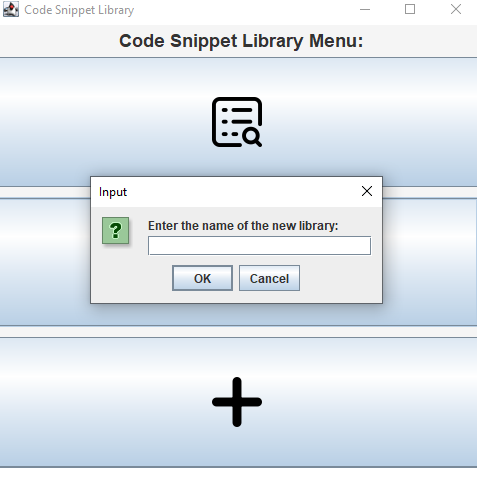 Code Snippet Library
Code Snippet Library Menu:
Input
?
Enter the name of the new library:
OK
Cancel